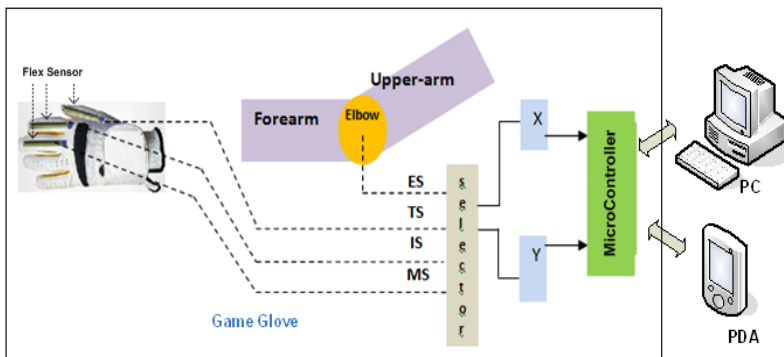 Flex Sensor
Upper-arm
Forearm
Elbow
X
ES
TS
IS
MS
selector
Y
MicroController
PC
PDA
Game Glove